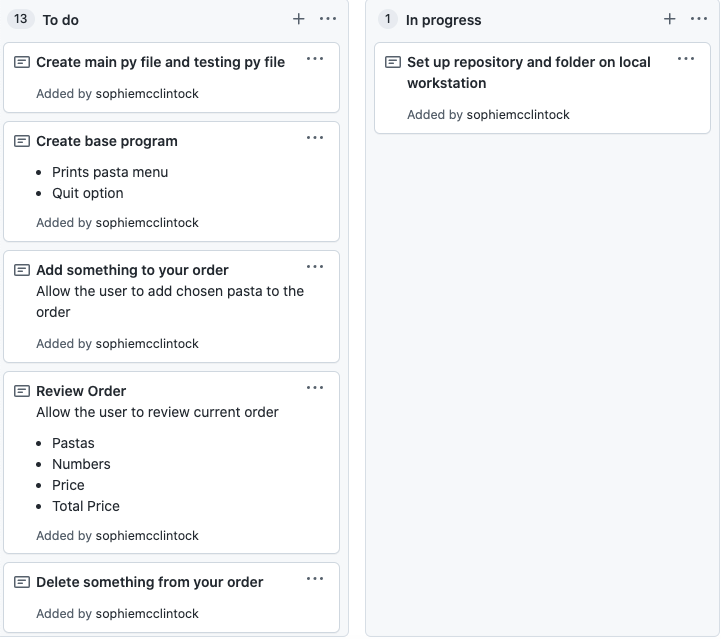 13 To do
Create main py file and testing py file
Added by sophiemcclintock
Create base program
• Prints pasta menu
• Quit option
Added by sophiemcclintock
Add something to your order
Allow the user to add chosen pasta to the
order
Added by sophiemcclintock
Review Order
Allow the user to review current order
• Pastas
• Numbers
• Price
• Total Price
Added by sophiemcclintock
Delete something from your order
Added by sophiemcclintock
1 In progress
Set up repository and folder on local
workstation
Added by sophiemcclintock